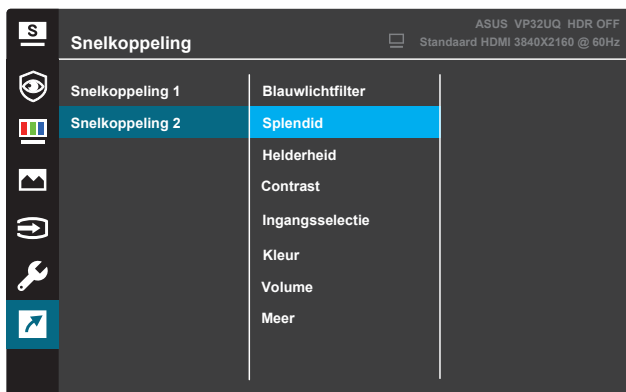 S
Snelkoppeling
ASUS VP32UQ HDR OFF
Standaard HDMI 3840X2160 @ 60Hz
Snelkoppeling 1
Snelkoppeling 2
Blauwlichtfilter
Splendid
Helderheid
Contrast
Ingangsselectie
Kleur
Volume
Meer